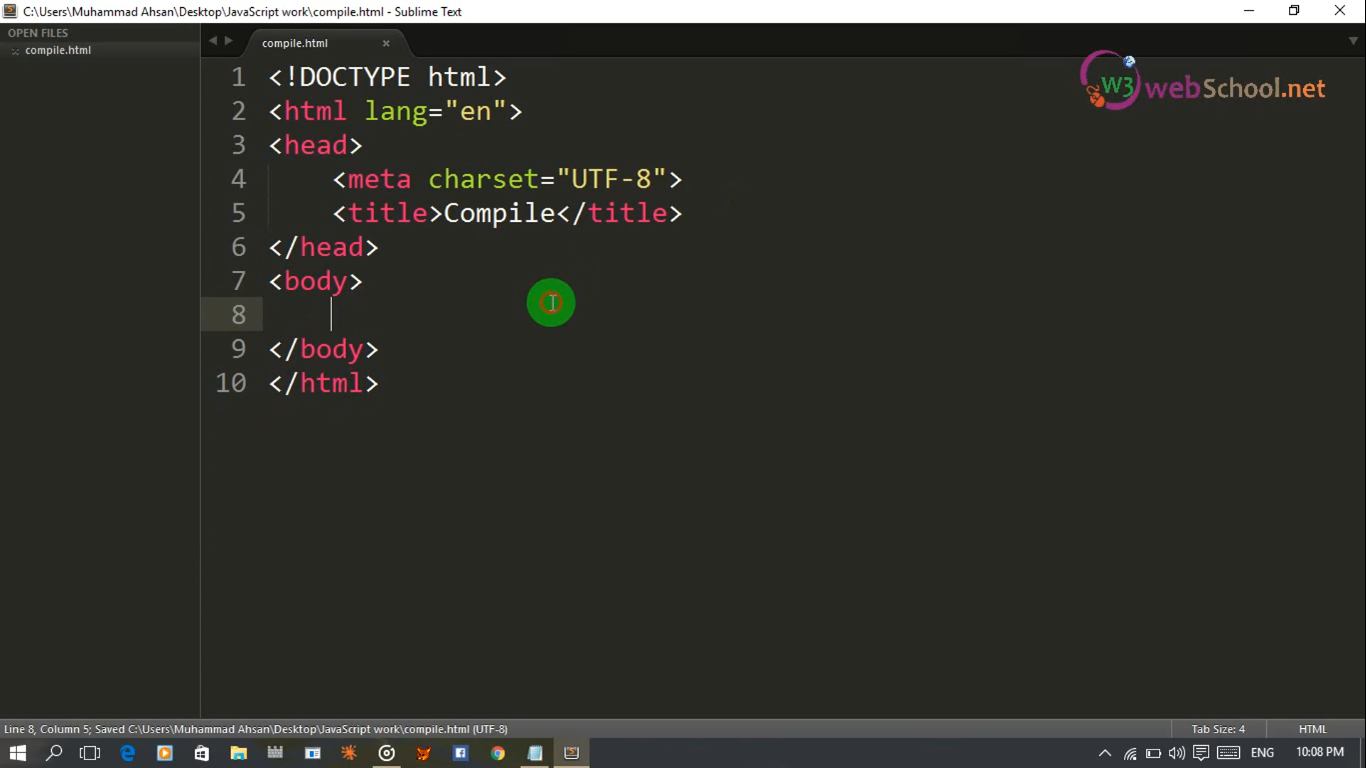 C:\Users\Muhammad Ahsan\Desktop\JavaScript work\compile.html - Sublime Text
OPEN FILES
compile.html
compile.html
W3 webSchool.net
1 <!DOCTYPE html>
2 <html lang="en">
3 <head>
4     <meta charset="UTF-8">
5     <title>Compile</title>
6 </head>
7 <body>
8
9 </body>
10 </html>
Line 8, Column 5; Saved C:\Users\Muhammad Ahsan\Desktop\JavaScript work\compile.html (UTF-8)
Tab Size: 4
HTML
ENG
10:08 PM